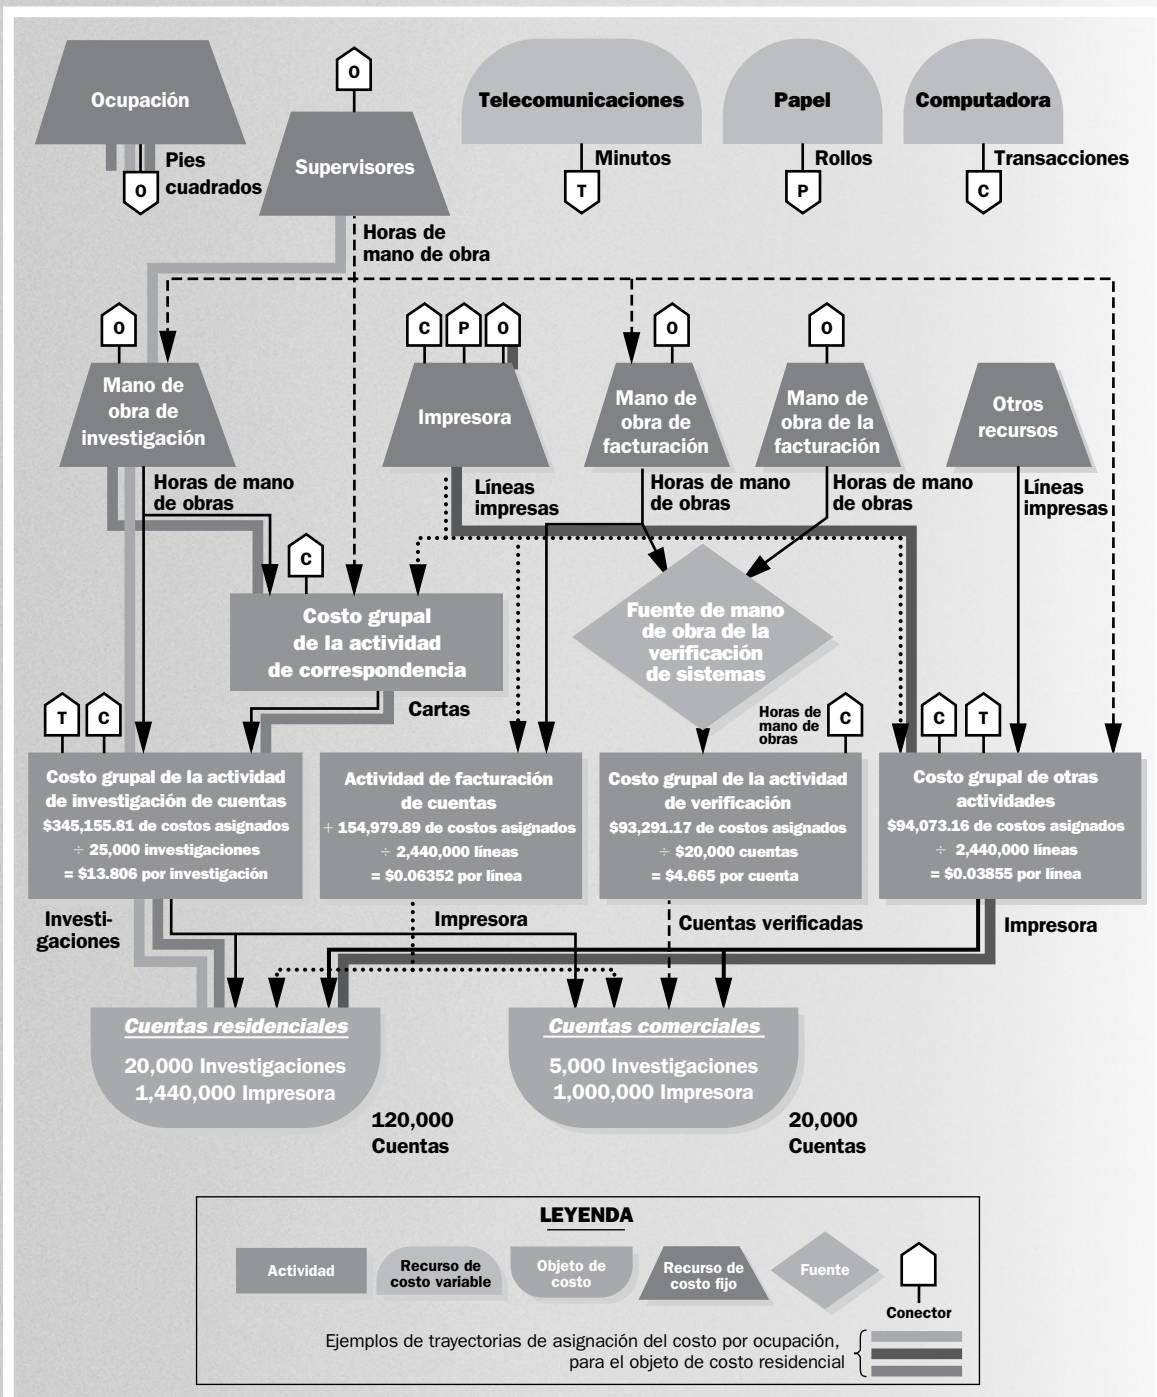 Ocupación
O
Supervisores
Telecomunicaciones
Papel
Computadora
Pies
cuadrados
O
Minutos
T
Rollos
P
Transacciones
C
Horas de
mano de obra
O
C
P
O
O
O
Mano de
obra de
investigación
Impresora
Mano de
obra de
facturación
Mano de
obra de la
facturación
Otros
recursos
Horas de mano
de obras
Líneas
impresas
Horas de mano
de obras
Horas de mano
de obras
Líneas
impresas
C
Costo grupal
de la actividad
de correspondencia
Fuente de mano
de obra de la
verificación
de sistemas
T
C
Cartas
Horas de
mano de
obras
C
C
T
Costo grupal de la actividad
de investigación de cuentas
$345,155.81 de costos asignados
÷ 25,000 investigaciones
= $13.806 por investigación
Actividad de facturación
de cuentas
+ 154,979.89 de costos asignados
÷ 2,440,000 líneas
= $0.06352 por línea
Costo grupal de la actividad
de verificación
$93,291.17 de costos asignados
÷ $20,000 cuentas
= $4.665 por cuenta
Costo grupal de otras
actividades
$94,073.16 de costos asignados
÷ 2,440,000 líneas
= $0.03855 por línea
Investi-
gaciones
Impresora
Cuentas verificadas
Impresora
Cuentas residenciales
20,000 Investigaciones
1,440,000 Impresora
120,000
Cuentas
Cuentas comerciales
5,000 Investigaciones
1,000,000 Impresora
20,000
Cuentas
LEYENDA
Actividad
Recurso de
costo variable
Objeto de
costo
Recurso de
costo fijo
Fuente
Conector
Ejemplos de trayectorias de asignación del costo por ocupación,
para el objeto de costo residencial